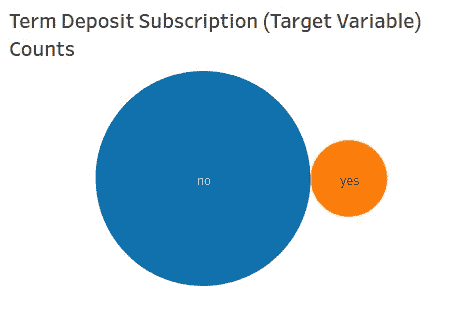 Term Deposit Subscription (Target Variable)
Counts
no
yes